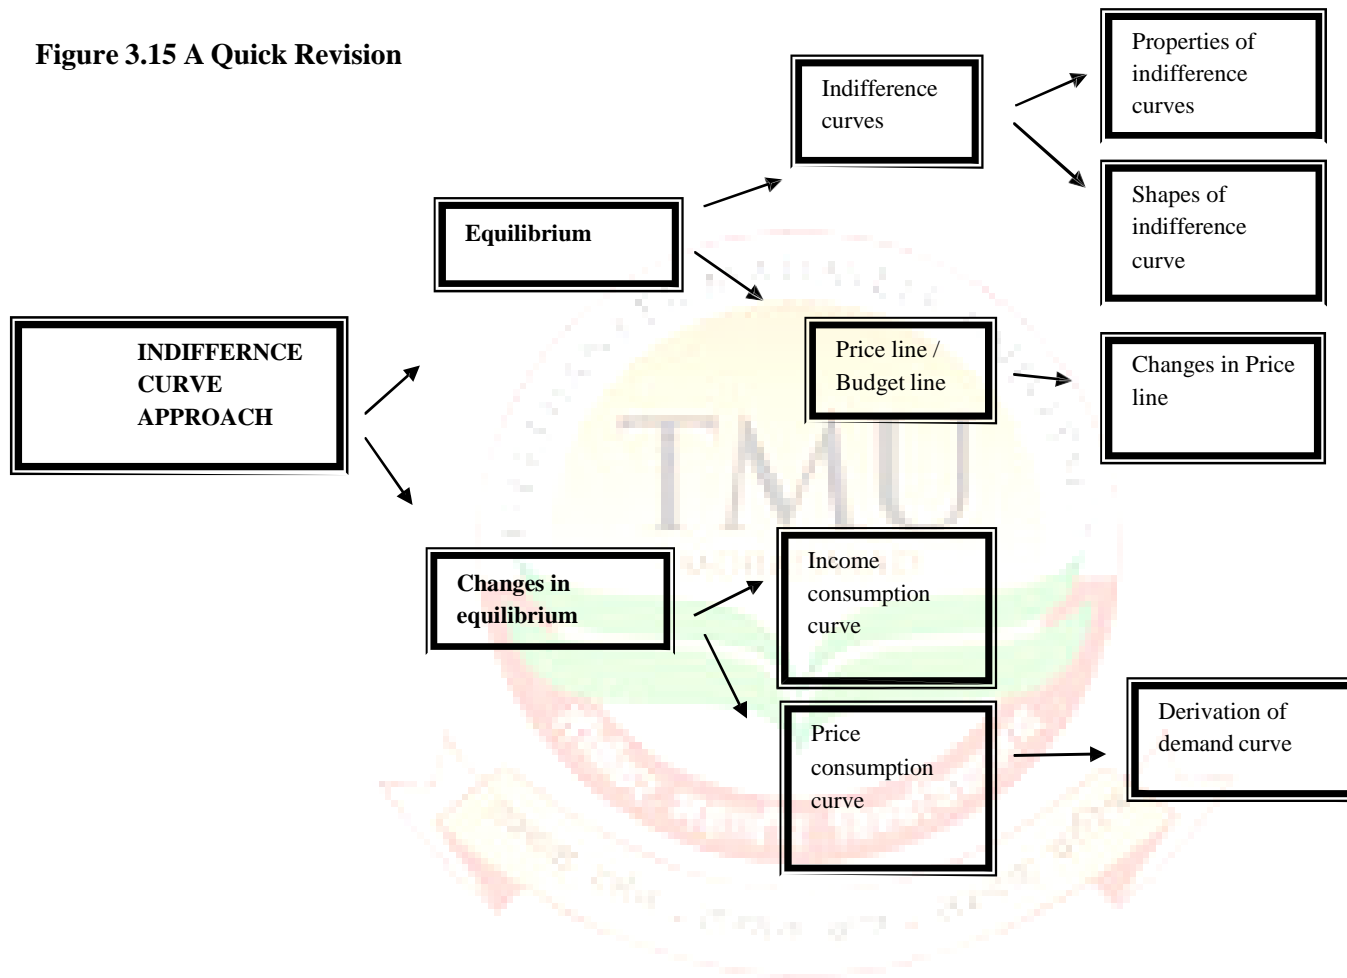 Figure 3.15 A Quick Revision
Indifference
curves
Properties of
indifference
curves
Shapes of
indifference
curve
Equilibrium
Price line /
Budget line
Changes in Price
line
INDIFFERNCE
CURVE
APPROACH
TMU
Changes in
equilibrium
Income
consumption
curve
Price
consumption
curve
Derivation of
demand curve